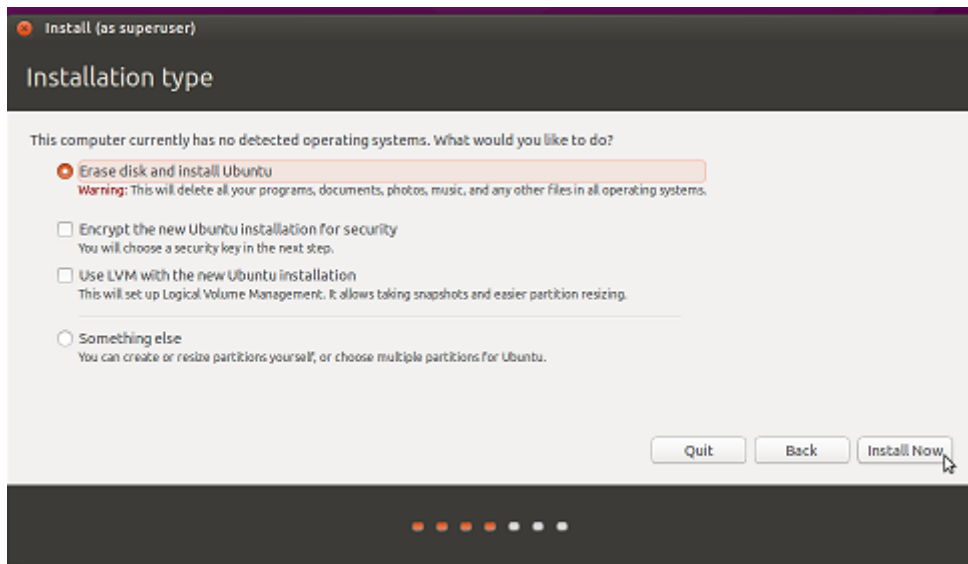 Install (as superuser)
Installation type
This computer currently has no detected operating systems. What would you like to do?
Erase disk and install Ubuntu
Warning: This will delete all your programs, documents, photos, music, and any other files in all operating systems.
Encrypt the new Ubuntu installation for security
You will choose a security key in the next step.
Use LVM with the new Ubuntu installation
This will set up Logical Volume Management. It allows taking snapshots and easier partition resizing.
Something else
You can create or resize partitions yourself, or choose multiple partitions for Ubuntu.
Quit Back Install Now